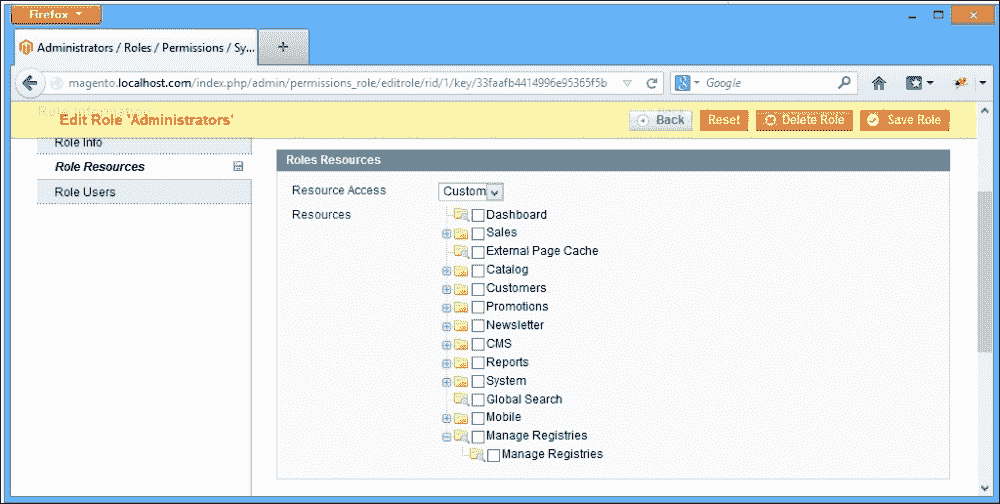 Firefox
Administrators / Roles / Permissions / Sy...
magento.localhost.com/index.php/admin/permissions_role/editrole/rid/1/key/33faafb4414996e95365f5b
Google
Role Information
Edit Role 'Administrators'
Back
Reset
Delete Role
Save Role
Role Info
Role Resources
Role Users
Roles Resources
Resource Access
Custom
Resources
Dashboard
Sales
External Page Cache
Catalog
Customers
Promotions
Newsletter
CMS
Reports
System
Global Search
Mobile
Manage Registries
Manage Registries